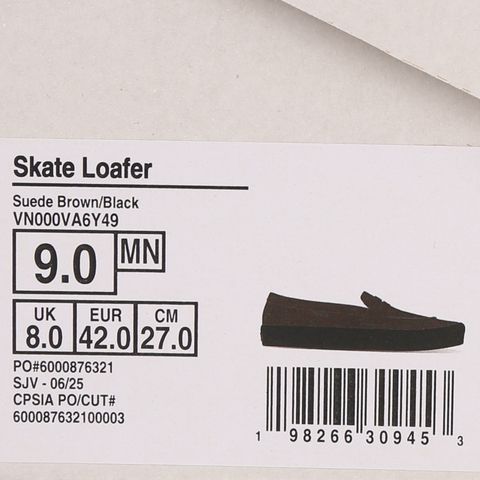 Skate Loafer
Suede Brown/Black
VN000VA6Y49
9.0 MN
UK EUR CM
8.0 42.0 27.0
PO#6000876321
SJV - 06/25
CPSIA PO/CUT#
600087632100003
1 98266 30945 3